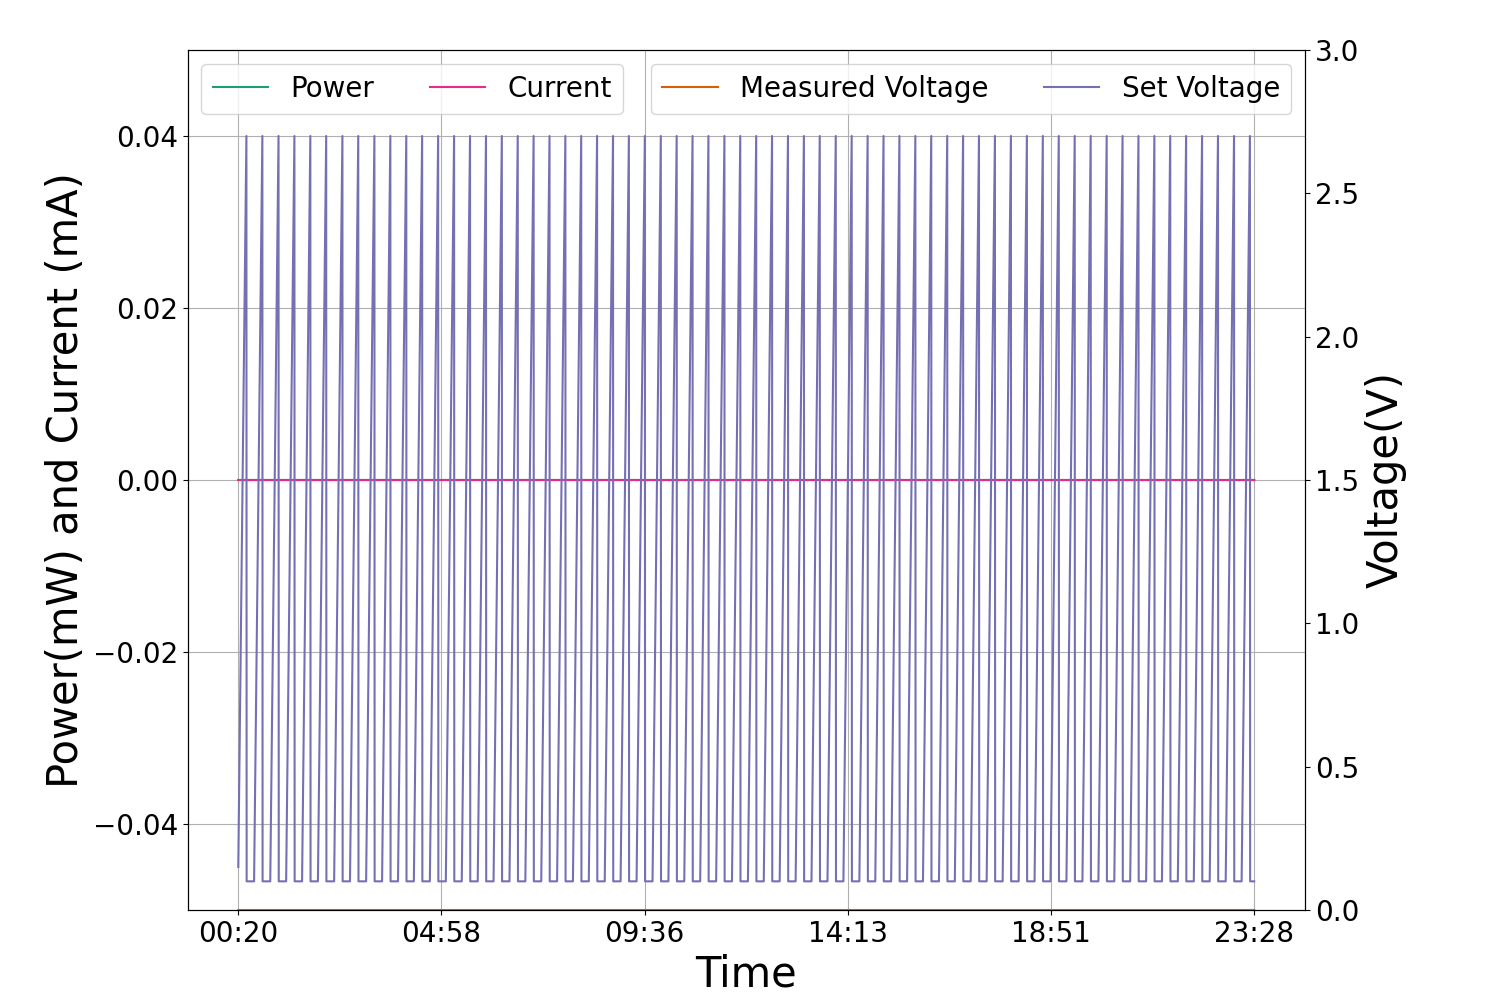 Power Current Measured Voltage Set Voltage
0.04
0.02
0.00
−0.02
−0.04
Power(mW) and Current (mA)
3.0
2.5
2.0
1.5
1.0
0.5
0.0
Voltage(V)
00:20 04:58 09:36 14:13 18:51 23:28
Time